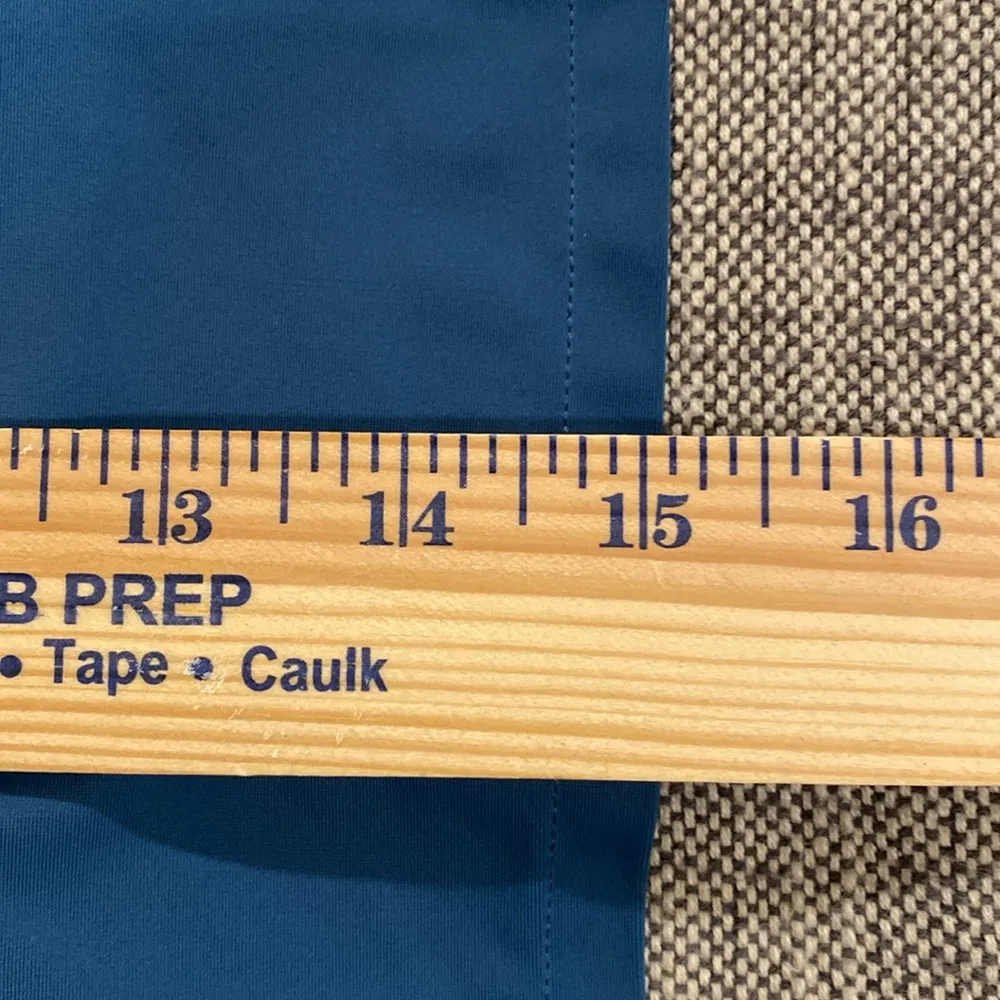 13 14 15 16
B PREP
• Tape • Caulk